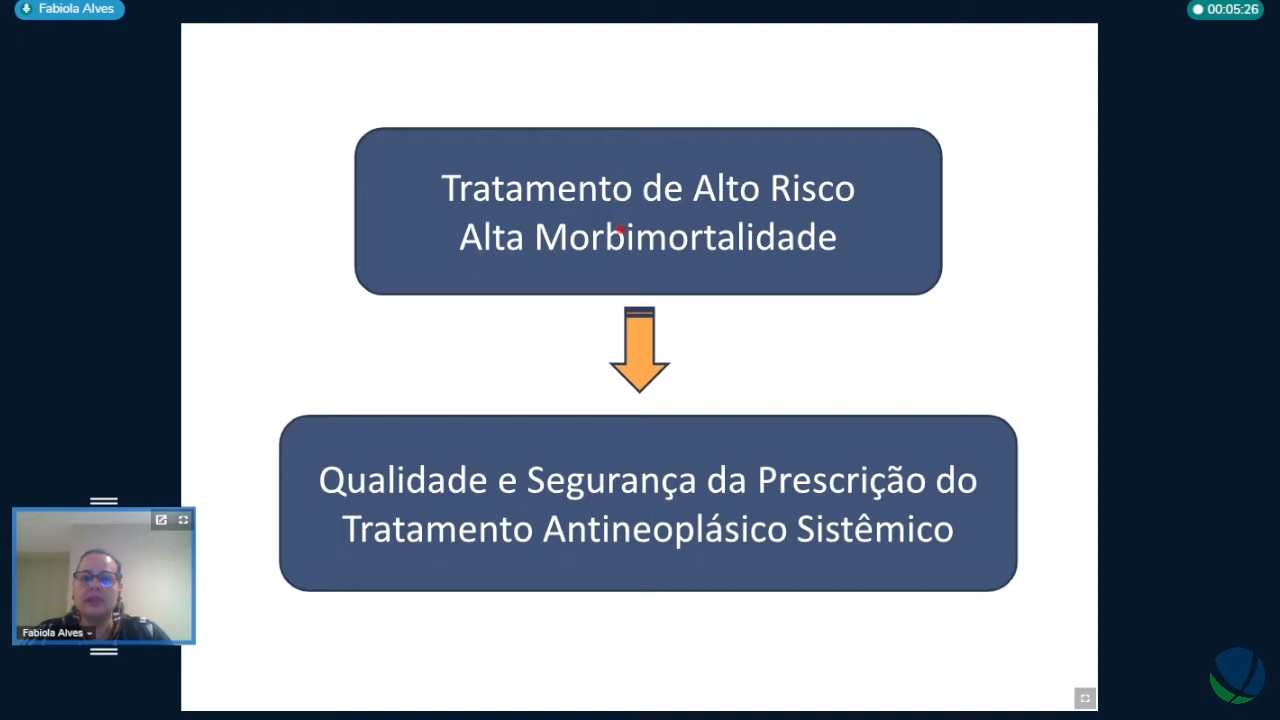 Fabiola Alves
00:05:26
Tratamento de Alto Risco
Alta Morbimortalidade
Qualidade e Segurança da Prescrição do
Tratamento Antineoplásico Sistêmico
Fabiola Alves